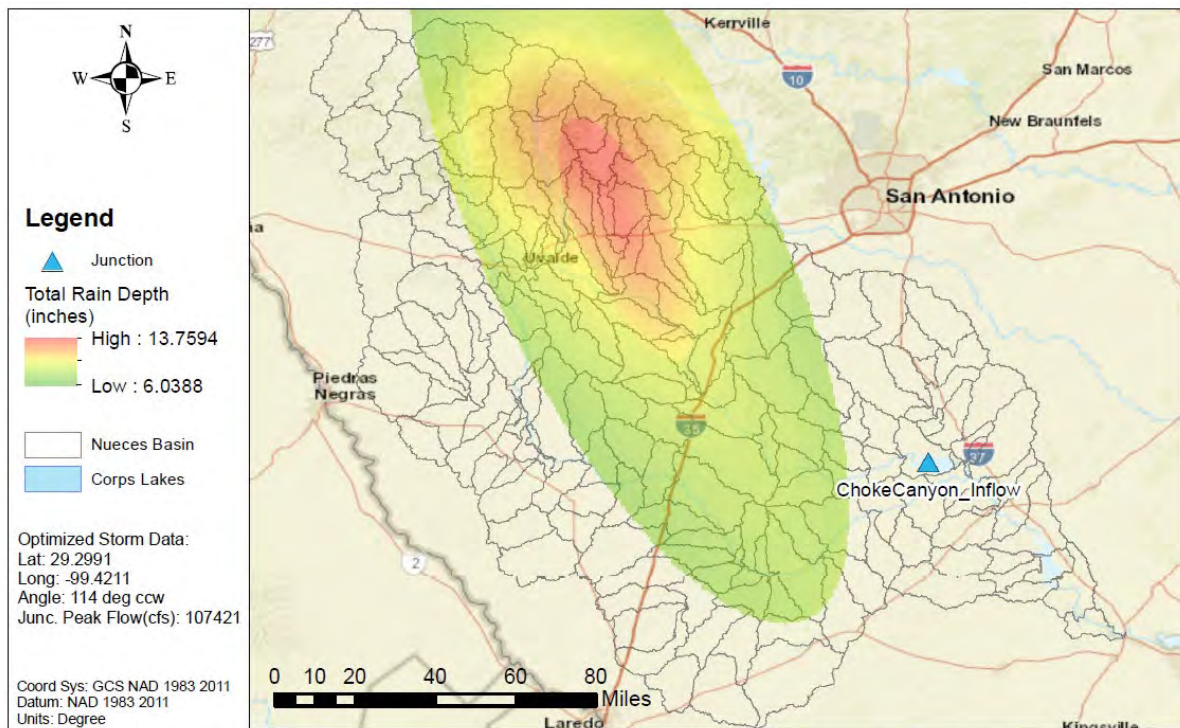 N
W E
S
Legend
Junction
Total Rain Depth
(inches)
High : 13.7594
Low : 6.0388
Nueces Basin
Corps Lakes
Optimized Storm Data:
Lat: 29.2991
Long: -99.4211
Angle: 114 deg ccw
Junc. Peak Flow(cfs): 107421
Coord Sys: GCS NAD 1983 2011
Datum: NAD 1983 2011
Units: Degree
277
Kerrville
10
San Marcos
New Braunfels
San Antonio
ña
Uvalde
Piedras
Negras
35
37
ChokeCanyon_Inflow
2
0 10 20 40 60 80
Miles
Laredo
Kingsville